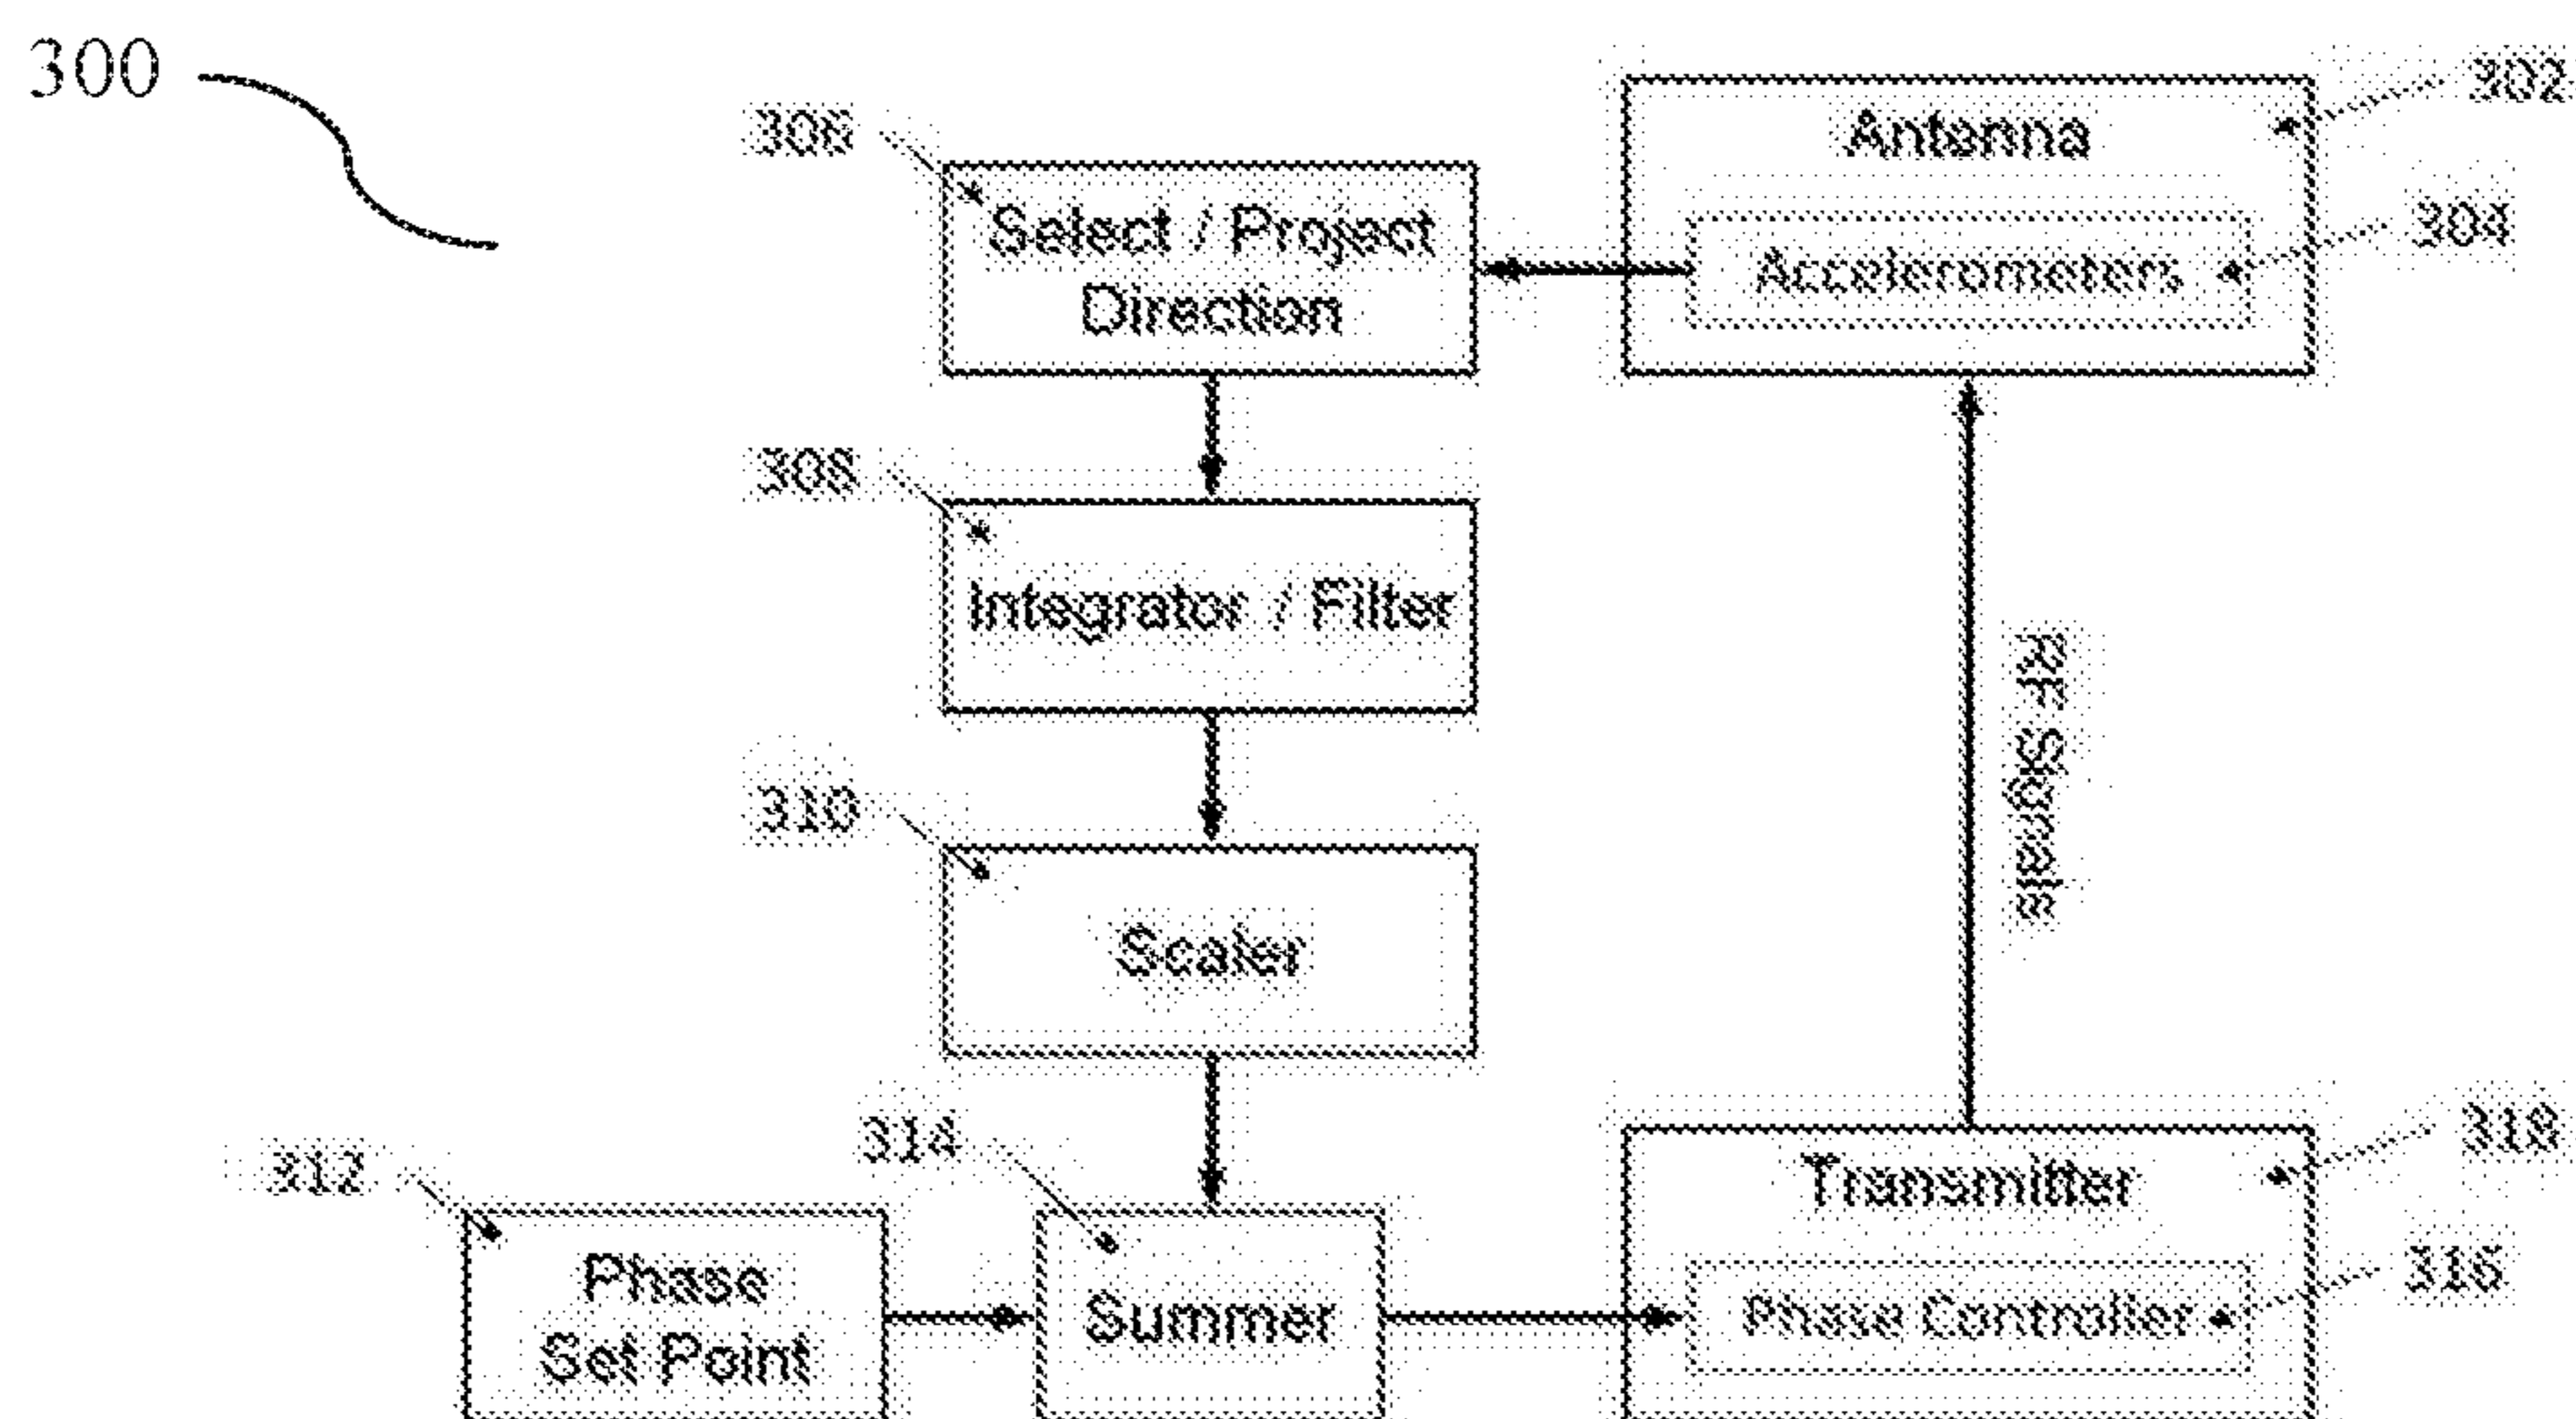 300
302
Antenna
304
Accelerometers
306
Select / Project
Direction
308
Integrator / Filter
310
Scaler
RF Signals
312
Phase
Set Point
314
Summer
Transmitter
316
Phase Controller